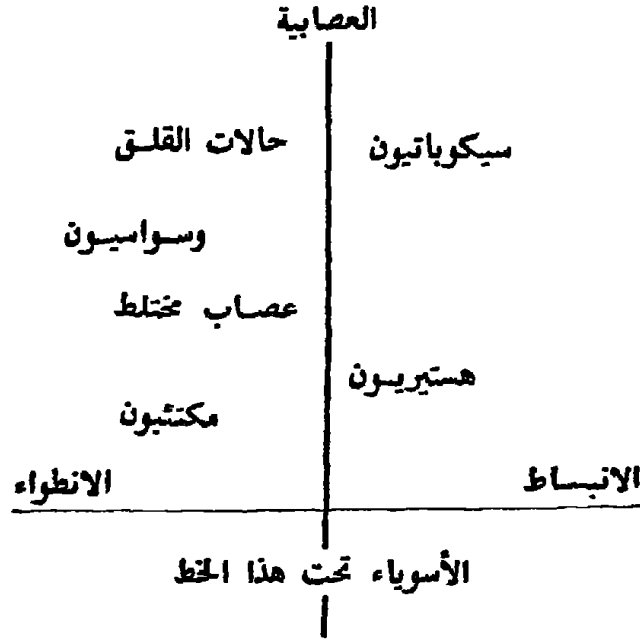 العصابية
سيكوباتيون
حالات القلق
وسواسيون
عصاب مختلط
هستيريون
مكتئبون
الانبساط
الانطواء
الأسوياء تحت هذا الخط